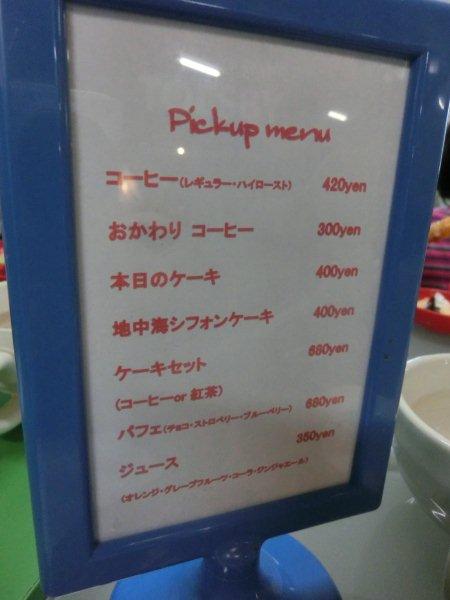 Pickup menu
コーヒー(レギュラー・ハイロースト) 420yen
おかわり コーヒー 300yen
本日のケーキ 400yen
地中海シフォンケーキ 400yen
ケーキセット 680yen
(コーヒーor 紅茶)
パフェ(チョコ・ストロベリー・ブルーベリー) 680yen
ジュース 350yen
(オレンジ・グレープフルーツ・コーラ・ジンジャエール)